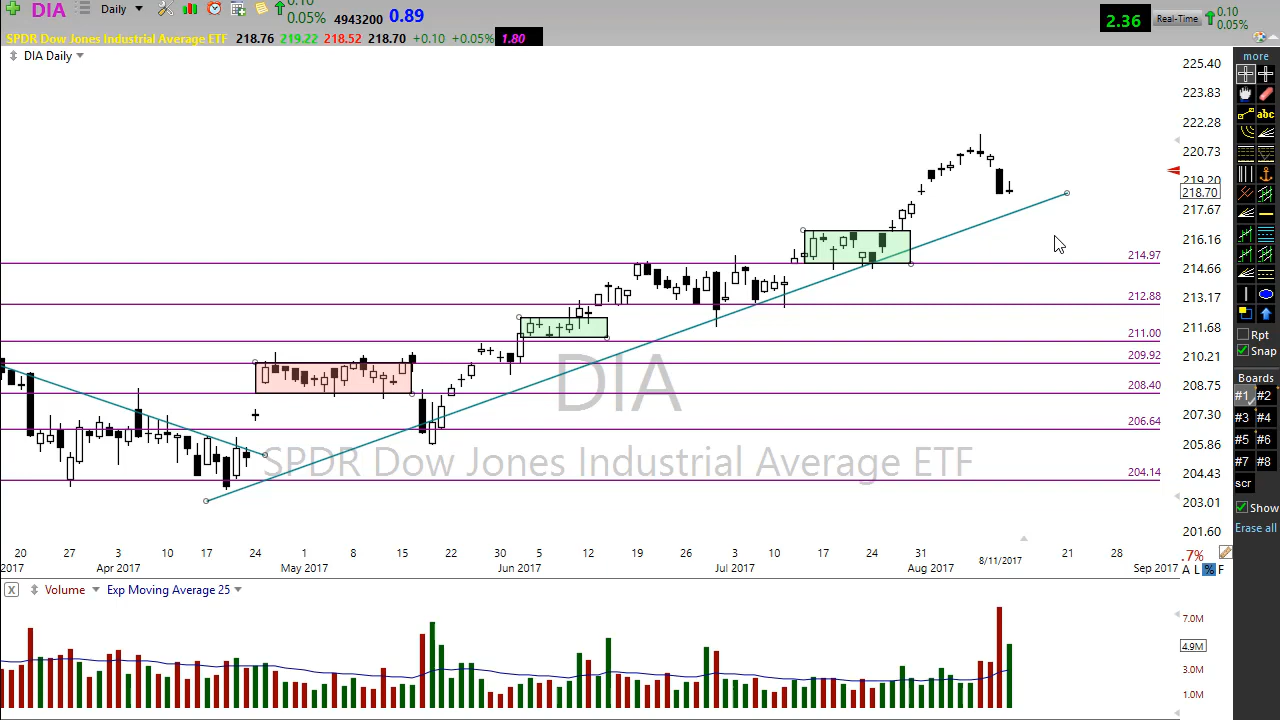 DIA Daily 0.10 0.05% 4943200 0.89 2.36 Real-Time 0.10 0.05%
SPDR Dow Jones Industrial Average ETF 218.76 219.22 218.52 218.70 +0.10 +0.05% 1.80
DIA Daily
more
225.40
223.83
222.28
220.73
219.20
218.70
217.67
216.16
214.66
213.17
211.68
210.21
208.75
207.30
205.86
204.43
203.01
201.60
214.97
212.88
211.00
209.92
208.40
206.64
204.14
DIA
SPDR Dow Jones Industrial Average ETF
abc
Rpt
Snap
Boards
#1 #2
#3 #4
#5 #6
#7 #8
scr
Show
Erase all
20 27 3 10 17 24 1 8 15 22 30 5 12 19 26 3 10 17 24 31 21 28 .7%
2017 April 2017 May 2017 Jun 2017 Jul 2017 Aug 2017 8/11/2017 Sep 2017 A L % F
X Volume Exp Moving Average 25
7.0M
4.9M
3.0M
1.0M